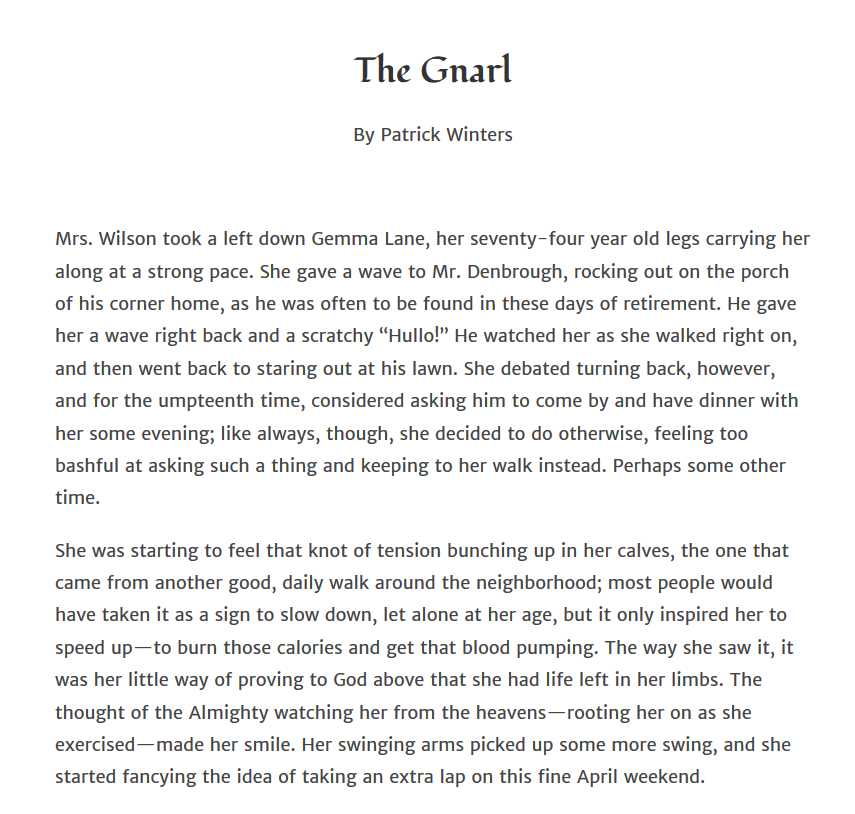 The Gnarl
By Patrick Winters
Mrs. Wilson took a left down Gemma Lane, her seventy-four year old legs carrying her
along at a strong pace. She gave a wave to Mr. Denbrough, rocking out on the porch
of his corner home, as he was often to be found in these days of retirement. He gave
her a wave right back and a scratchy “Hullo!” He watched her as she walked right on,
and then went back to staring out at his lawn. She debated turning back, however,
and for the umpteenth time, considered asking him to come by and have dinner with
her some evening; like always, though, she decided to do otherwise, feeling too
bashful at asking such a thing and keeping to her walk instead. Perhaps some other
time.
She was starting to feel that knot of tension bunching up in her calves, the one that
came from another good, daily walk around the neighborhood; most people would
have taken it as a sign to slow down, let alone at her age, but it only inspired her to
speed up—to burn those calories and get that blood pumping. The way she saw it, it
was her little way of proving to God above that she had life left in her limbs. The
thought of the Almighty watching her from the heavens—rooting her on as she
exercised—made her smile. Her swinging arms picked up some more swing, and she
started fancying the idea of taking an extra lap on this fine April weekend.